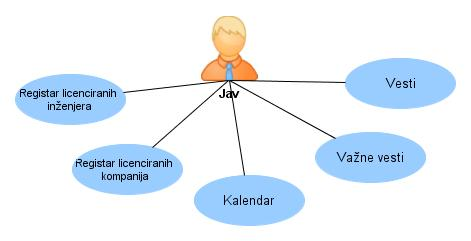 Jav
Registar licenciranih
inženjera
Registar licenciranih
kompanija
Kalendar
Važne vesti
Vesti